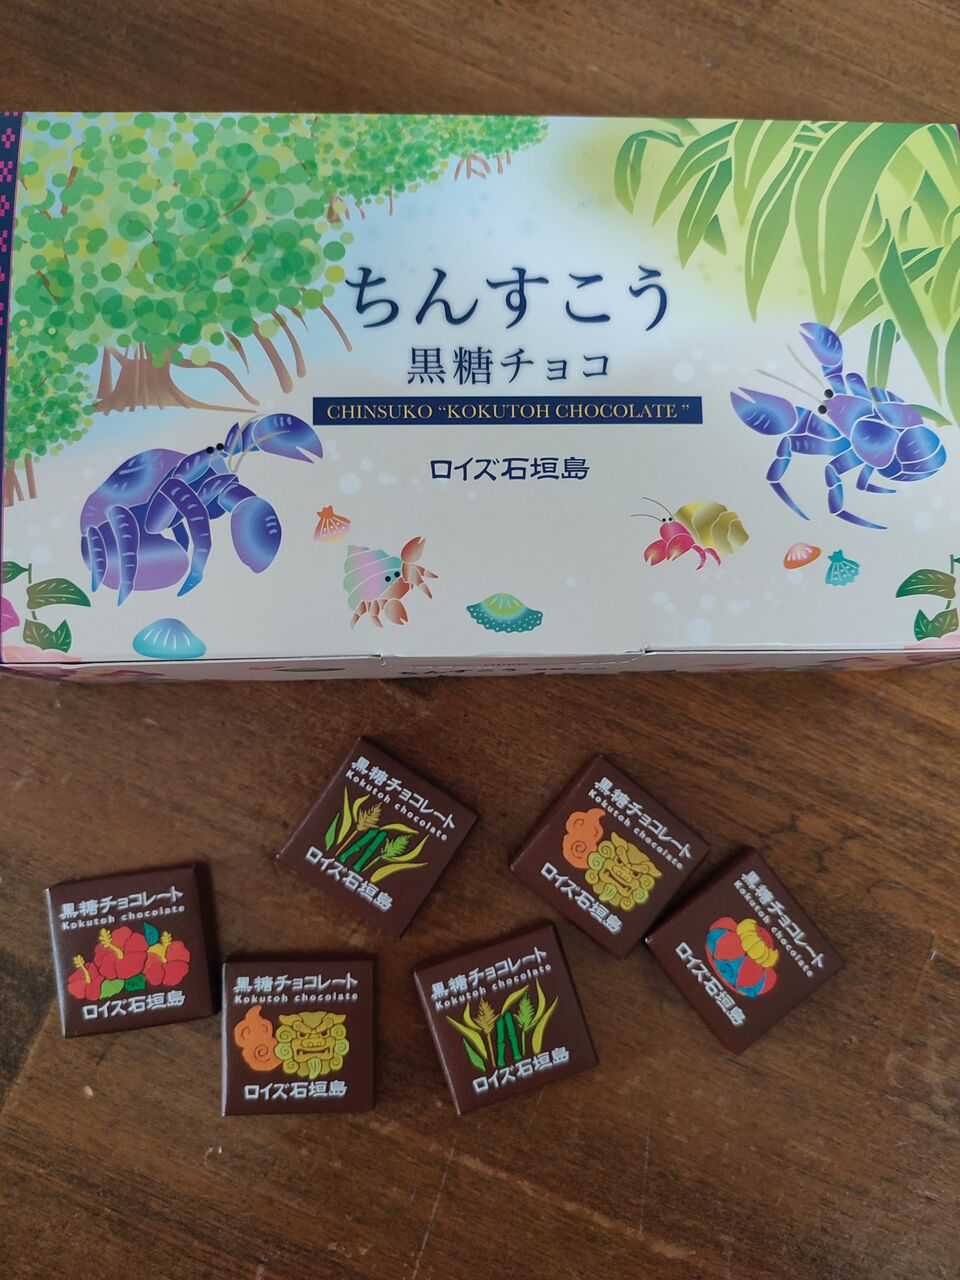 ちんすこう
黒糖チョコ
CHINSUKO “KOKUTOH CHOCOLATE ”
ロイズ石垣島
黒糖チョコレート
Kokutoh chocolate
ロイズ石垣島
黒糖チョコレート
Kokutoh chocolate
ロイズ石垣島
黒糖チョコレート
Kokutoh chocolate
ロイズ石垣島
黒糖チョコレート
Kokutoh chocolate
ロイズ石垣島
黒糖チョコレート
Kokutoh chocolate
ロイズ石垣島
黒糖チョコレート
Kokutoh chocolate
ロイズ石垣島